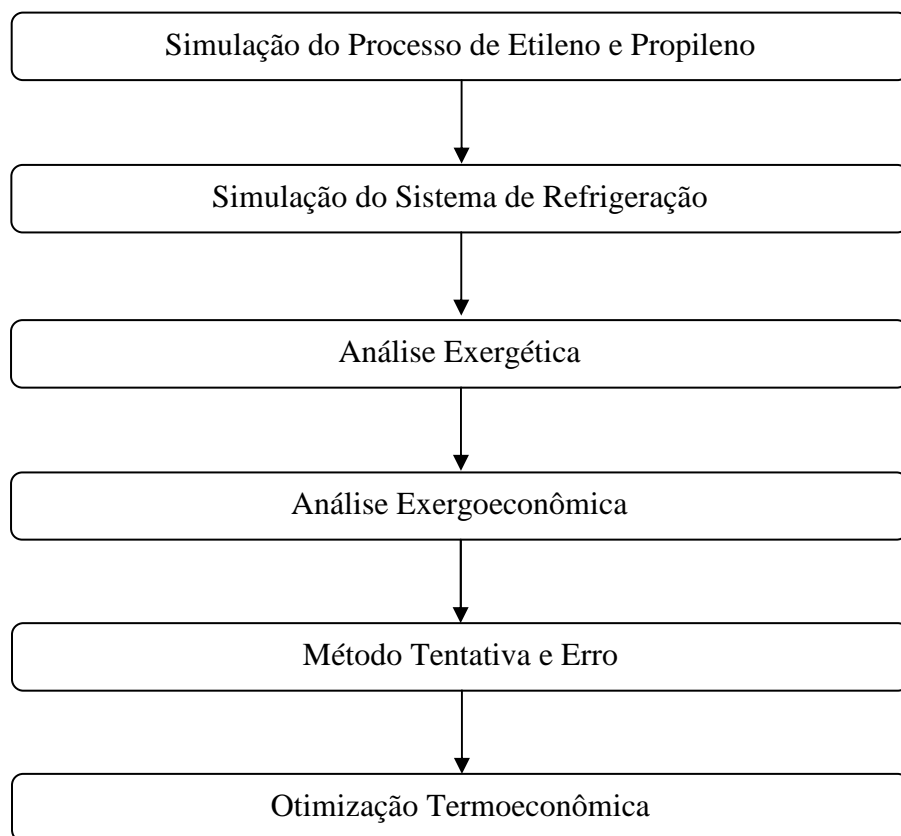 Simulação do Processo de Etileno e Propileno
Simulação do Sistema de Refrigeração
Análise Exergética
Análise Exergoeconômica
Método Tentativa e Erro
Otimização Termoeconômica